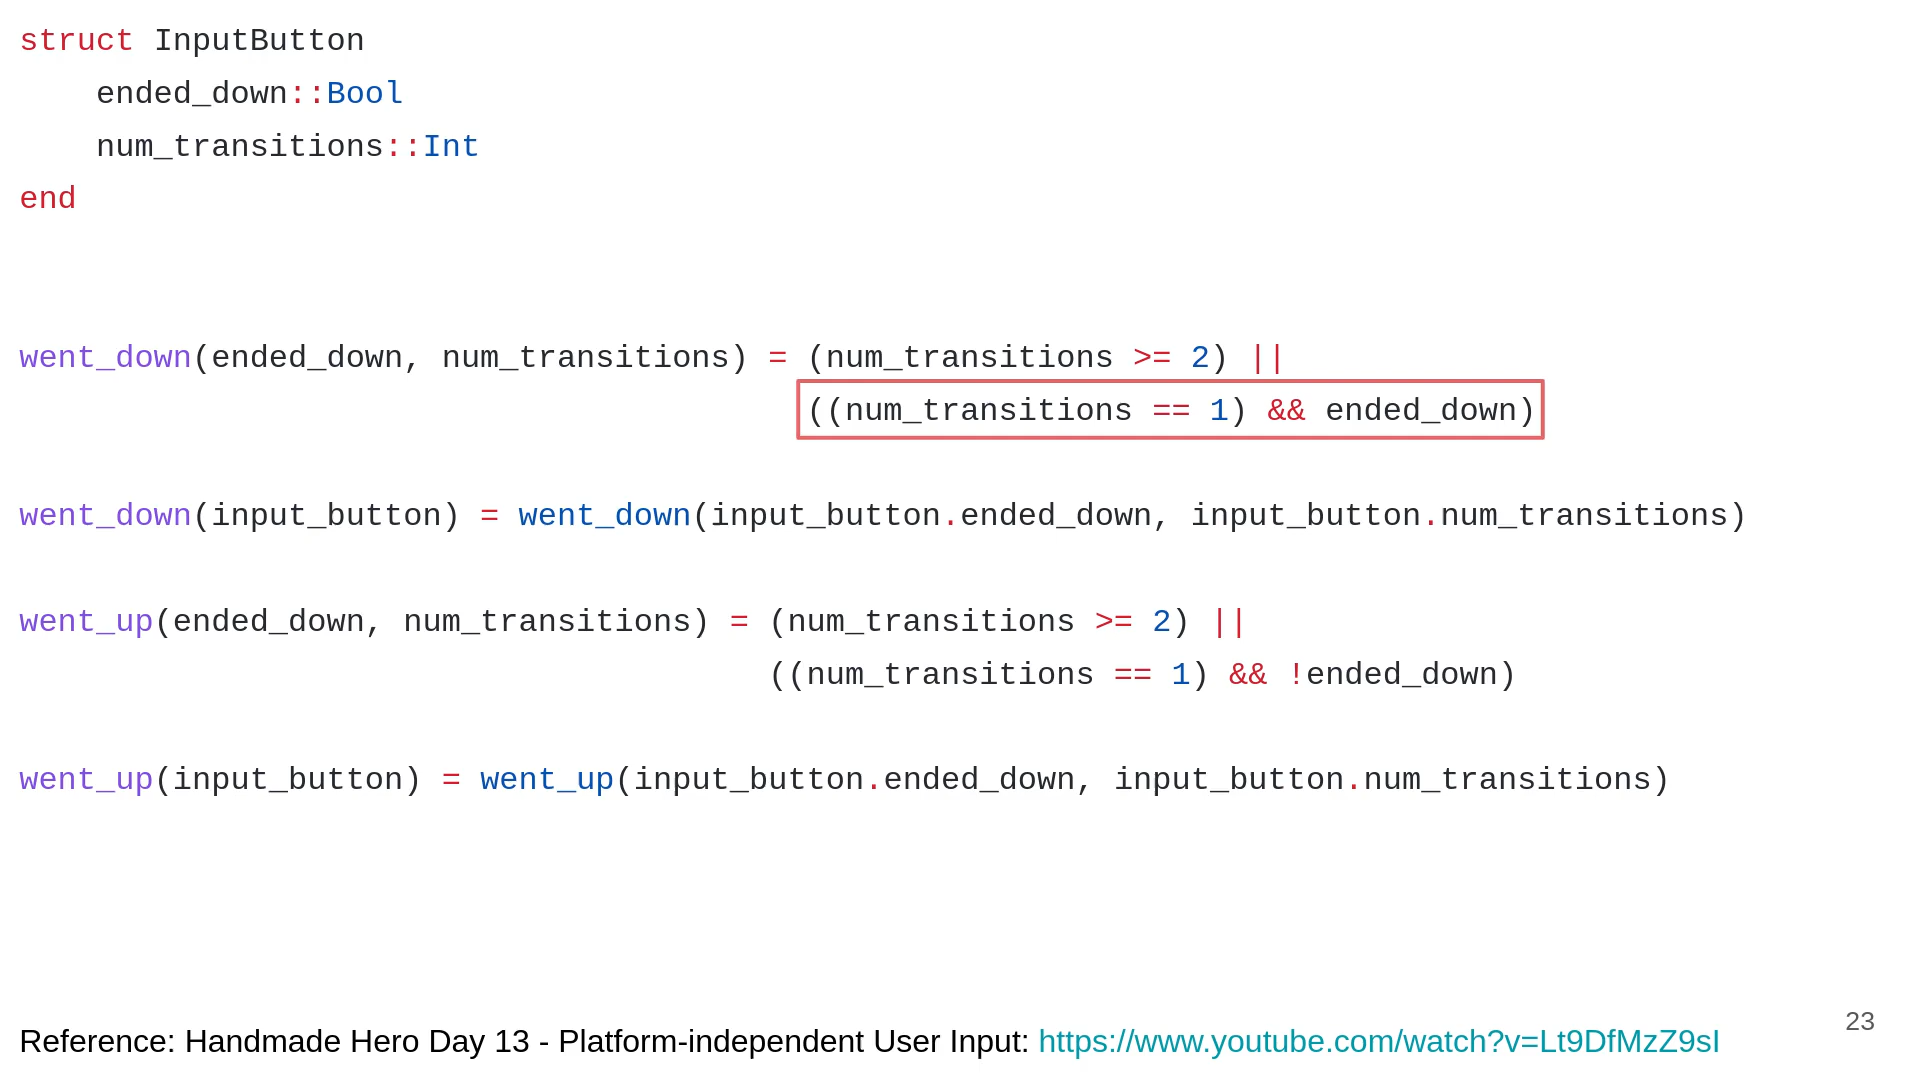 struct InputButton
    ended_down::Bool
    num_transitions::Int
end
went_down(ended_down, num_transitions) = (num_transitions >= 2) ||
                                         ((num_transitions == 1) && ended_down)
went_down(input_button) = went_down(input_button.ended_down, input_button.num_transitions)
went_up(ended_down, num_transitions) = (num_transitions >= 2) ||
                                       ((num_transitions == 1) && !ended_down)
went_up(input_button) = went_up(input_button.ended_down, input_button.num_transitions)
Reference: Handmade Hero Day 13 - Platform-independent User Input: https://www.youtube.com/watch?v=Lt9DfMzZ9sI
23